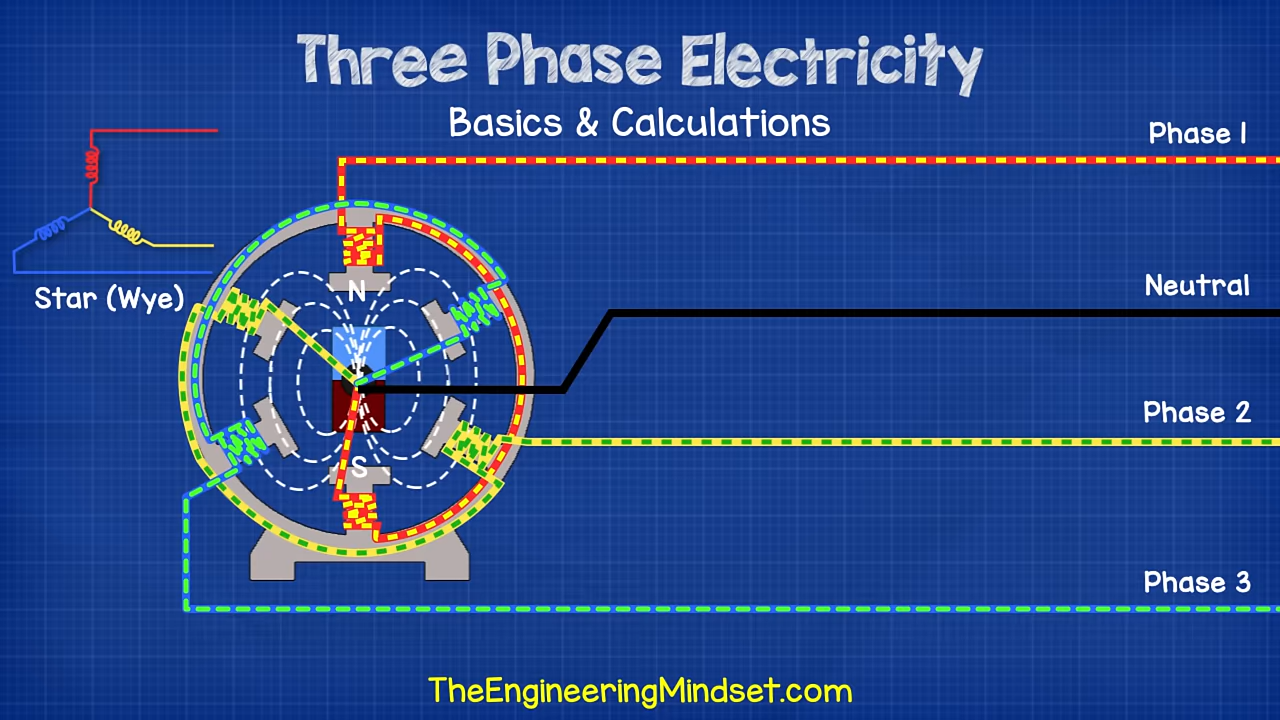 Three Phase Electricity
Basics & Calculations
Phase 1
Neutral
Star (Wye)
N
Phase 2
S
Phase 3
TheEngineeringMindset.com